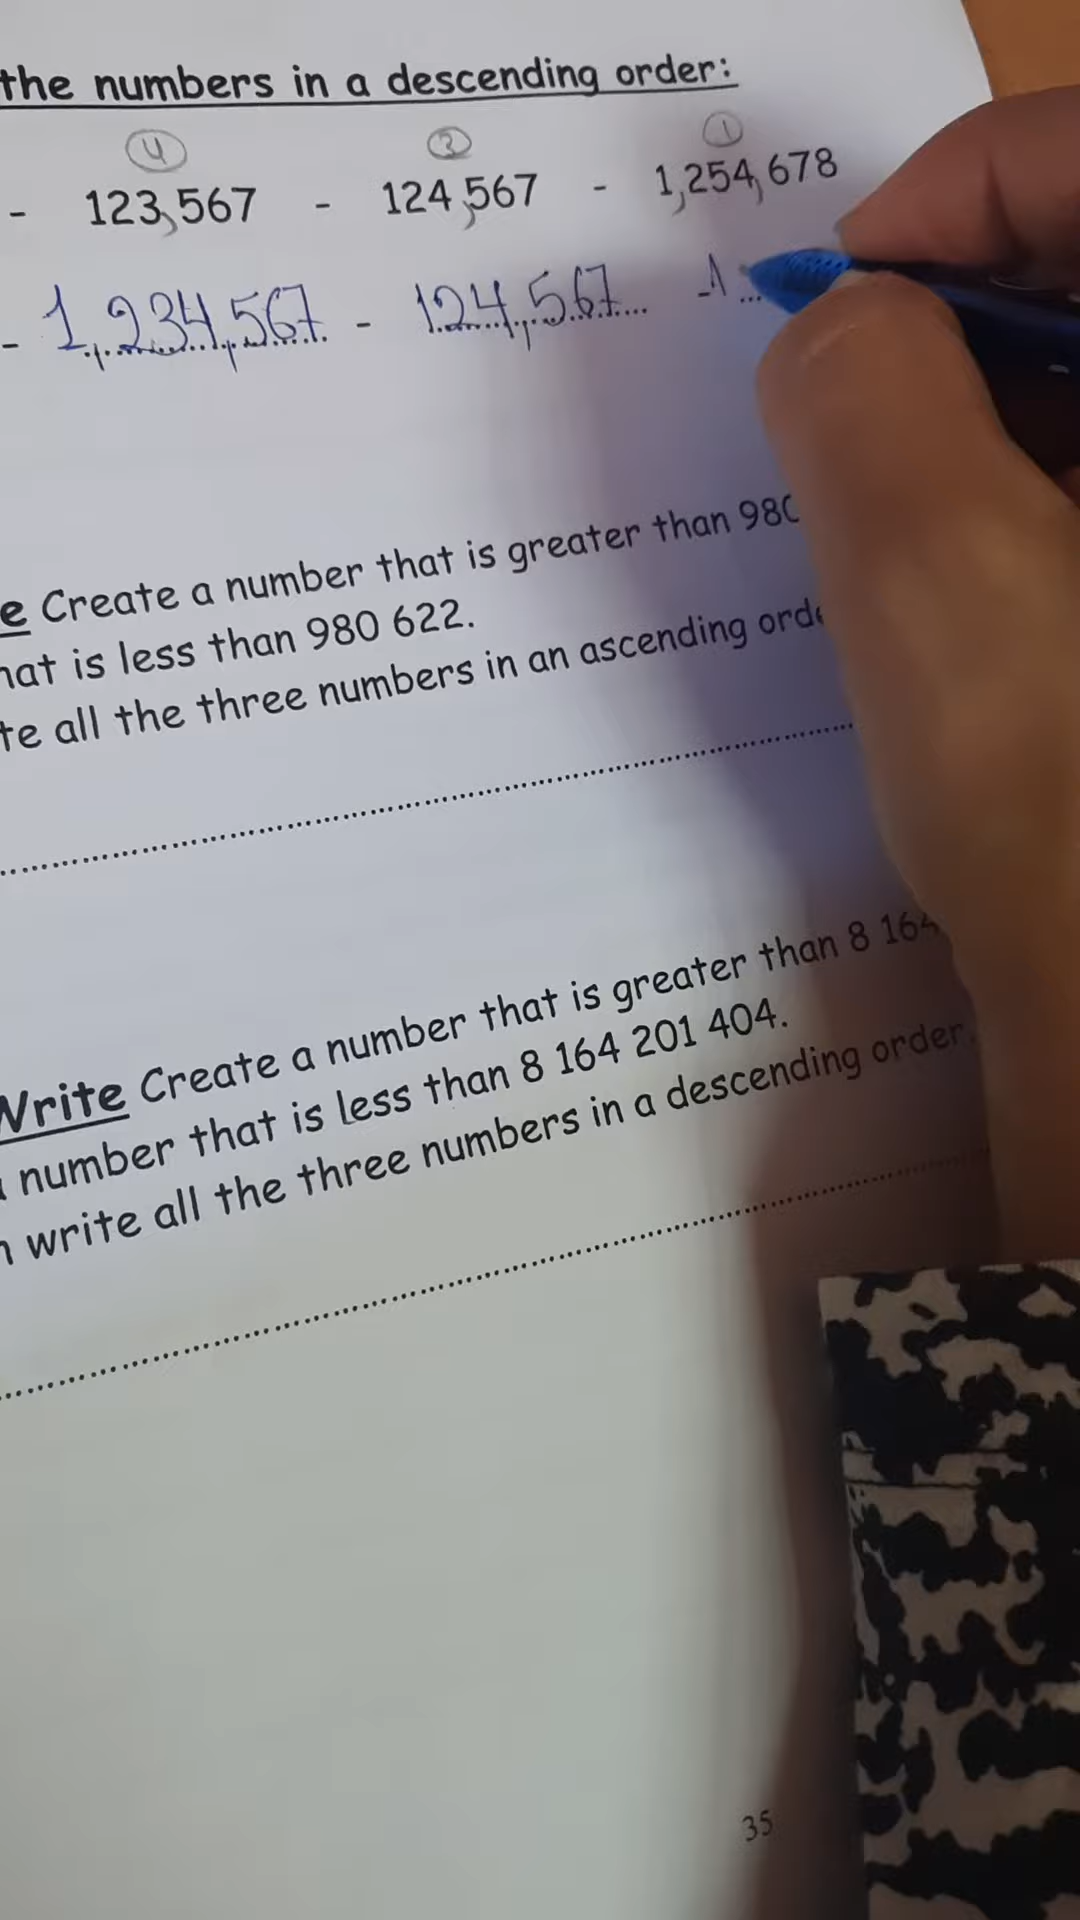 the numbers in a descending order:
4 3 1
- 123,567 - 124,567 - 1,254,678
- 1,234,567 - 124,567 - 1
e Create a number that is greater than 980
hat is less than 980 622.
te all the three numbers in an ascending orde
Write Create a number that is greater than 8 164
number that is less than 8 164 201 404.
n write all the three numbers in a descending order.
35